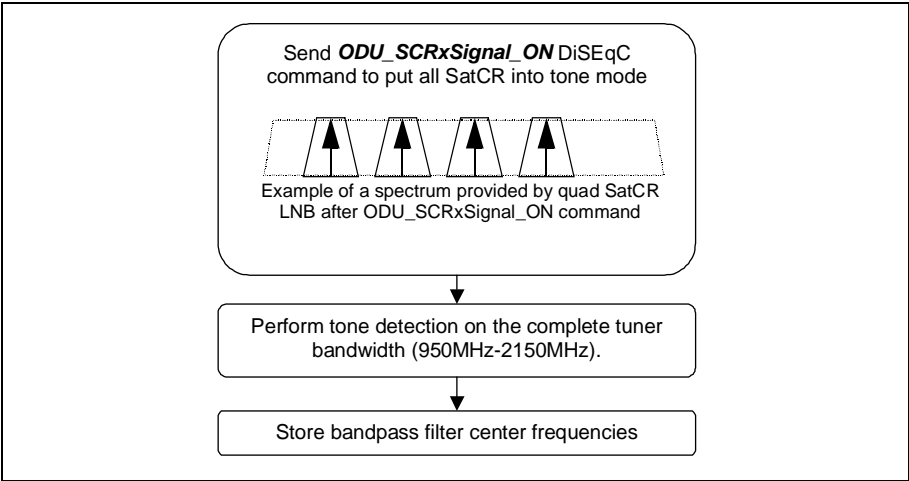 Send ODU_SCRxSignal_ON DiSEqC
command to put all SatCR into tone mode
Example of a spectrum provided by quad SatCR
LNB after ODU_SCRxSignal_ON command
Perform tone detection on the complete tuner
bandwidth (950MHz-2150MHz).
Store bandpass filter center frequencies